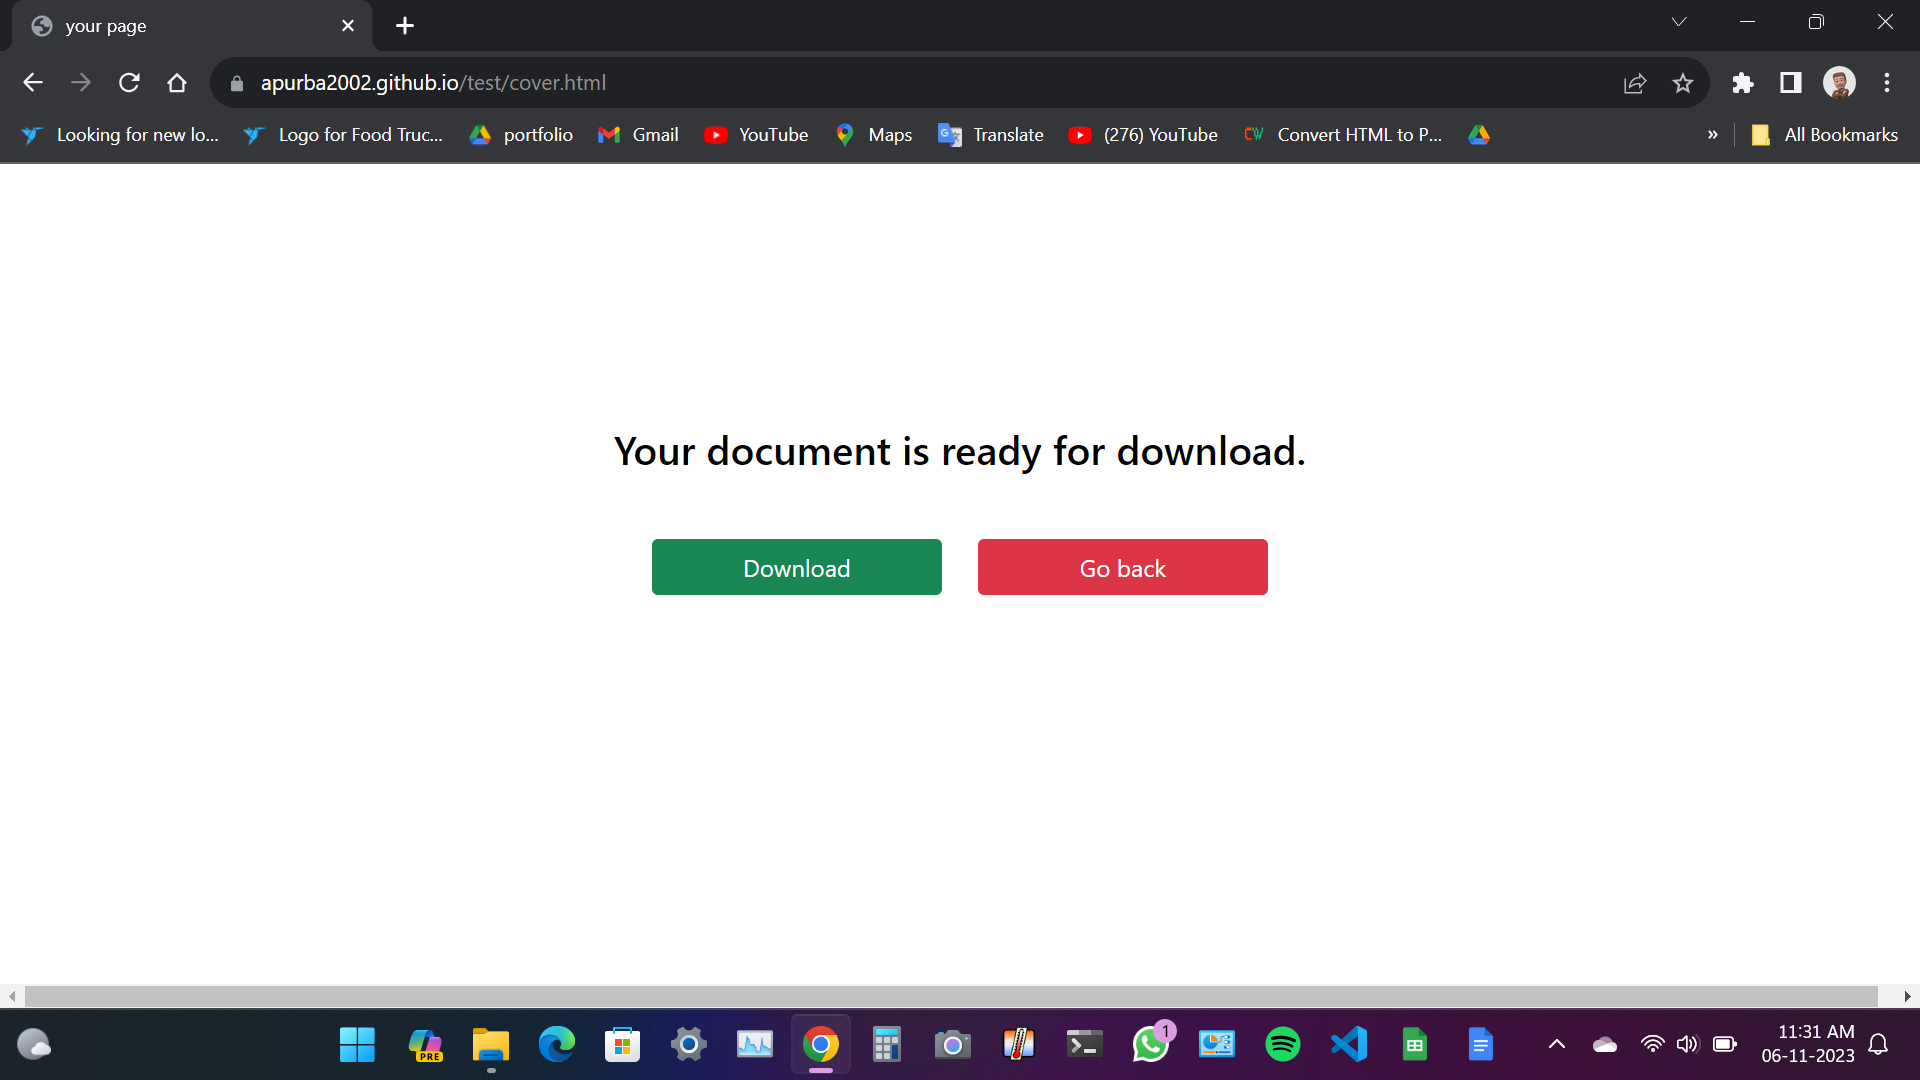 your page
apurba2002.github.io/test/cover.html
Looking for new lo... Logo for Food Truc... portfolio Gmail YouTube Maps Translate (276) YouTube CW Convert HTML to P... » All Bookmarks
Your document is ready for download.
Download Go back
PRE 1 11:31 AM
06-11-2023